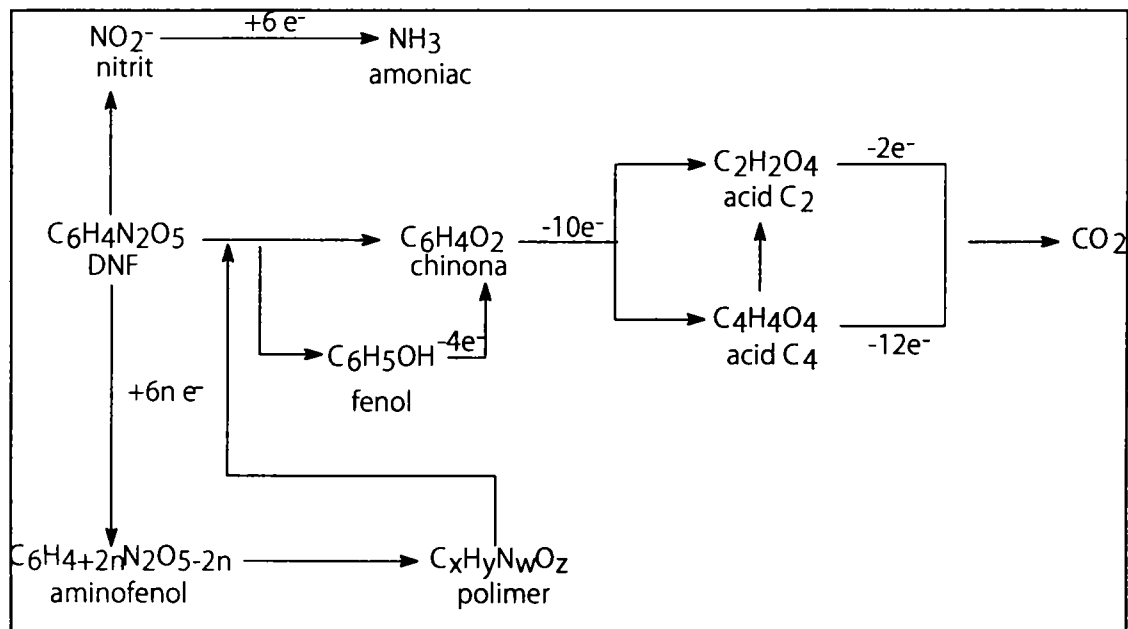 NO2- +6 e- NH3
nitrit amoniac
C2H2O4 -2e-
acid C2
C6H4N2O5 C6H4O2 -10e- CO2
DNF chinona
C4H4O4
acid C4 -12e-
C6H5OH -4e-
fenol
+6n e-
C6H4+2nN2O5-2n CxHyNwOz
aminofenol polimer